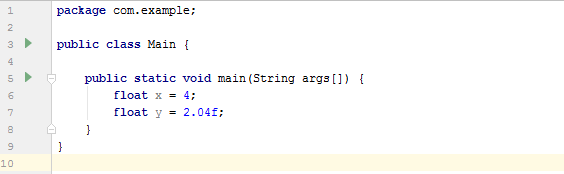 1 package com.example;
2
3 public class Main {
4
5 public static void main(String args[]) {
6 float x = 4;
7 float y = 2.04f;
8 }
9 }
10